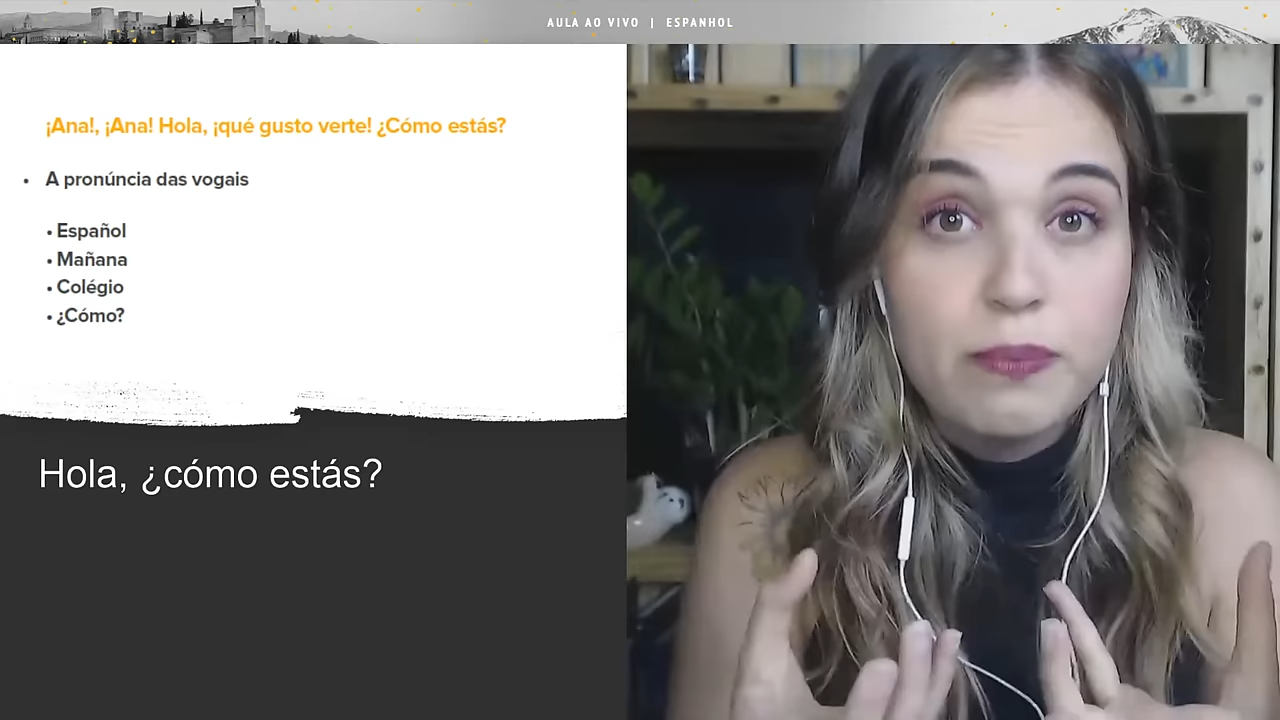 AULA AO VIVO | ESPANHOL
¡Ana!, ¡Ana! Hola, ¡qué gusto verte! ¿Cómo estás?
• A pronúncia das vogais
• Español
• Mañana
• Colégio
• ¿Cómo?
Hola, ¿cómo estás?